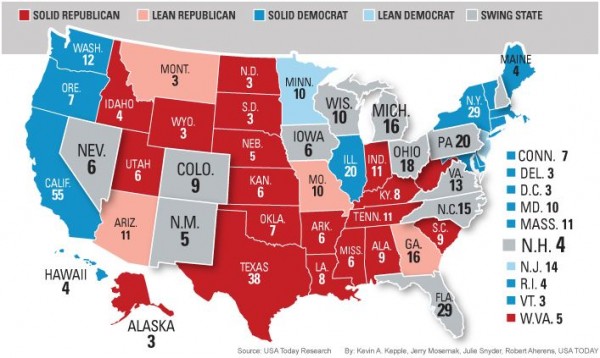 SOLID REPUBLICAN LEAN REPUBLICAN SOLID DEMOCRAT LEAN DEMOCRAT SWING STATE
WASH.
12
ORE.
7
CALIF.
55
NEV.
6
IDAHO
4
MONT.
3
WYO.
3
UTAH
6
ARIZ.
11
COLO.
9
N.M.
5
N.D.
3
S.D.
3
NEB.
5
KAN.
6
OKLA.
7
TEXAS
38
MINN.
10
IOWA
6
MO.
10
ARK.
6
LA.
8
WIS.
10
ILL.
20
MICH.
16
IND.
11
OHIO
18
KY. 8
TENN. 11
MISS.
6
ALA.
9
GA.
16
FLA.
29
S.C.
9
N.C. 15
VA.
13
PA 20
N.Y.
29
MAINE
4
HAWAII
4
ALASKA
3
CONN. 7
DEL. 3
D.C. 3
MD. 10
MASS. 11
N.H. 4
N.J. 14
R.I. 4
VT. 3
W.VA. 5
Source: USA Today Research By: Kevin A. Kepple, Jerry Mosemak, Julie Snyder, Robert Aherens, USA TODAY